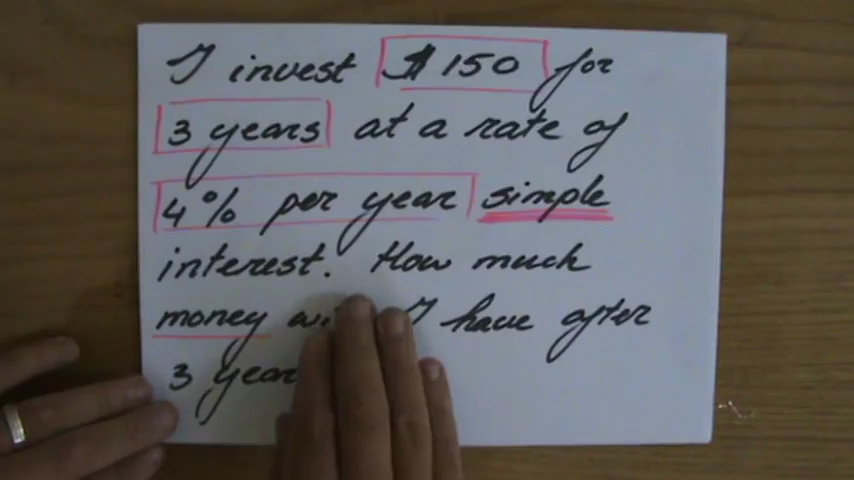 I invest $150 for
3 years at a rate of
4% per year simple
interest. How much
money I have after
3